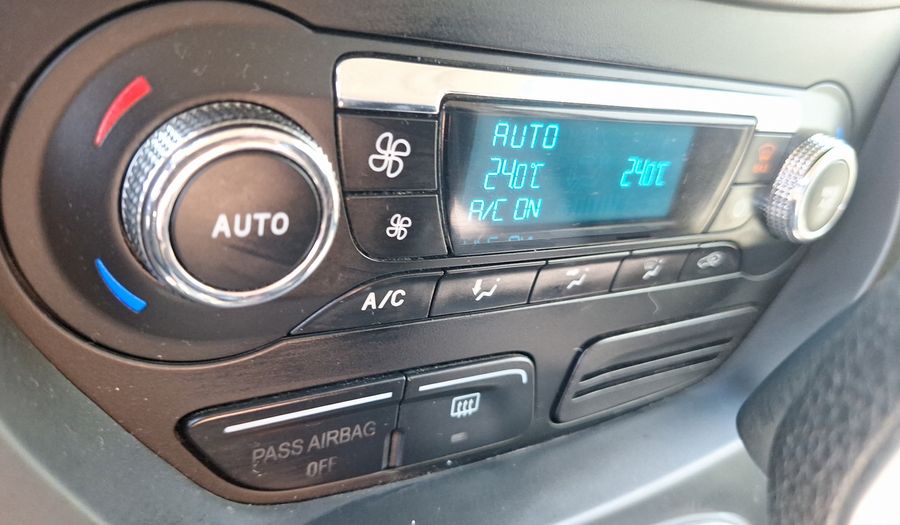 AUTO
24.0°C 24.0°C
A/C ON
AUTO
A/C
PASS AIRBAG
OFF